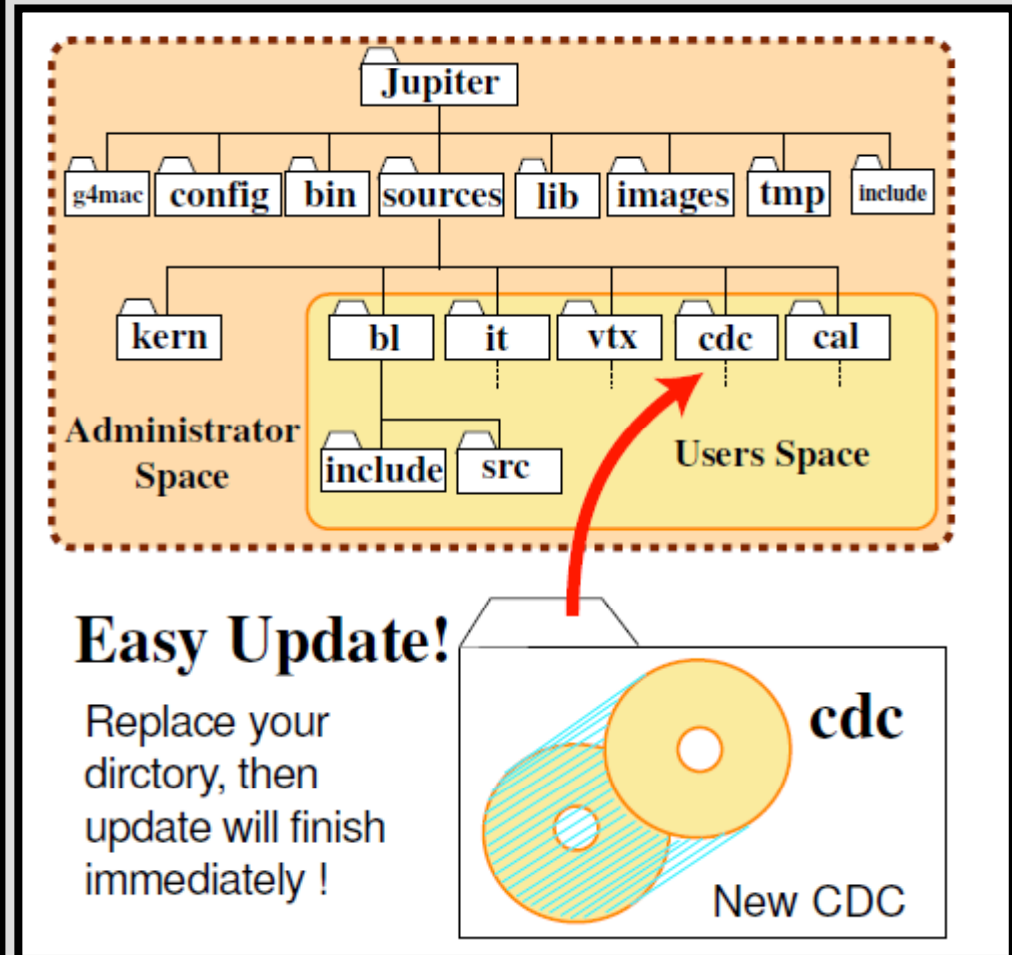 Jupiter
g4mac config bin sources lib images tmp include
kern bl it vtx cdc cal
Administrator
Space
Users Space
include src
Easy Update!
Replace your
dirctory, then
update will finish
immediately !
cdc
New CDC